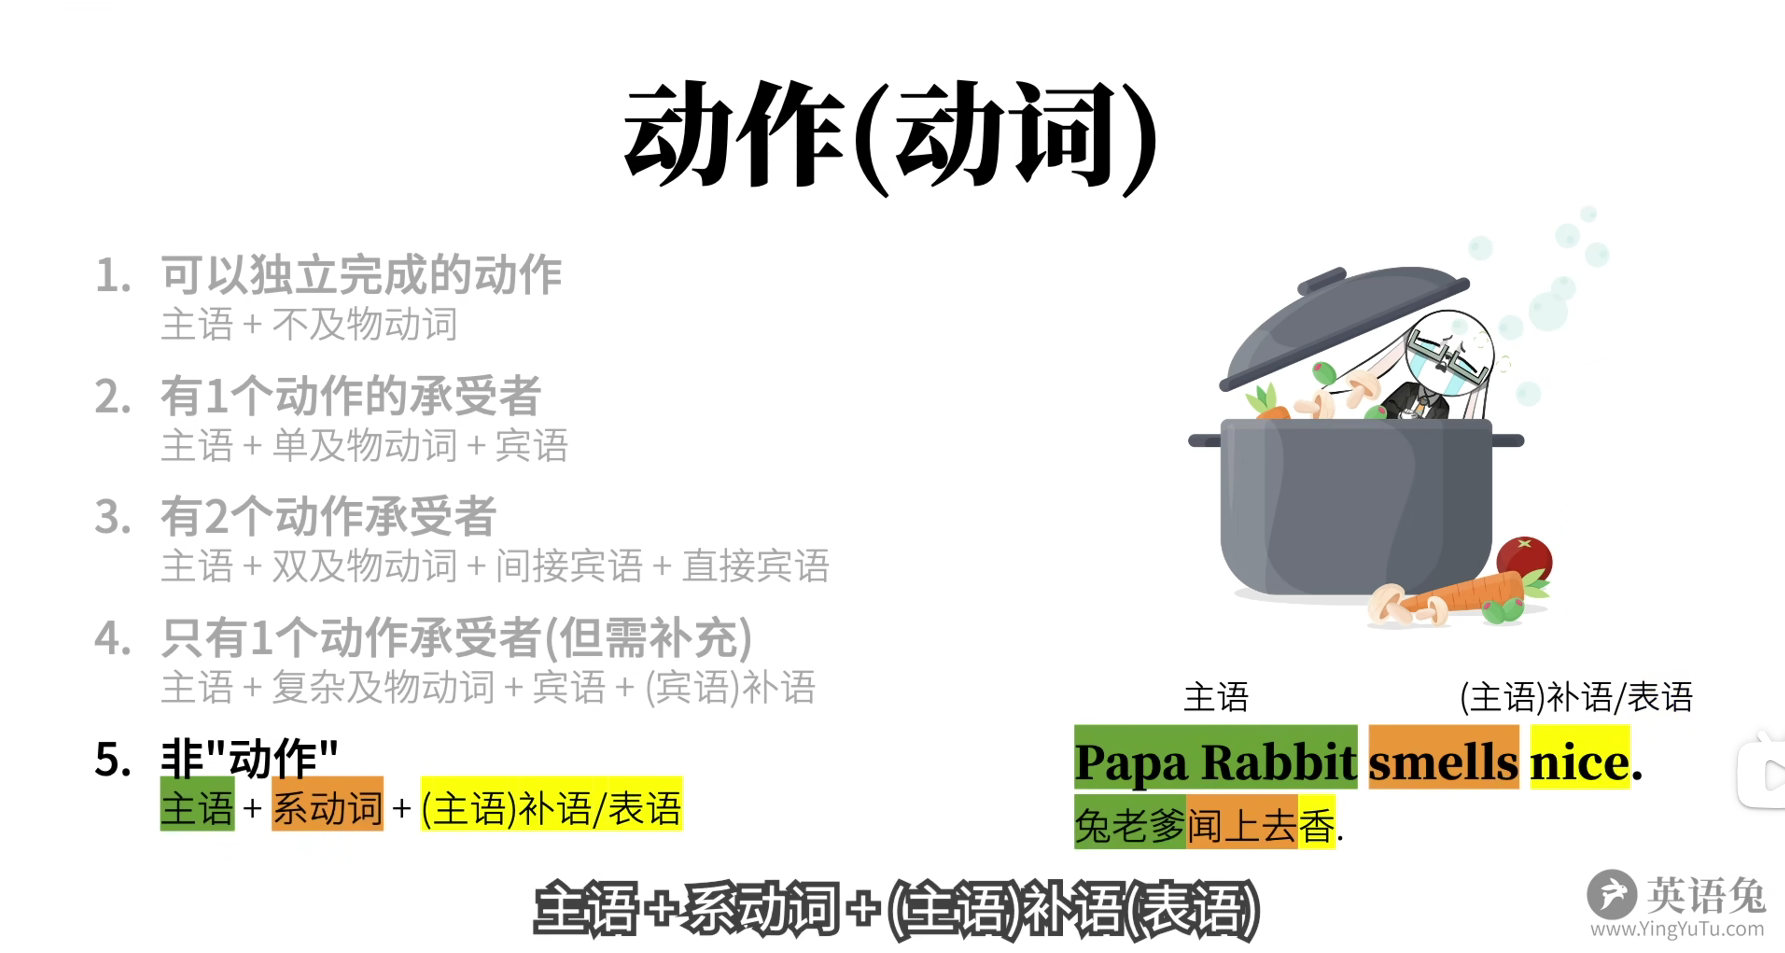 动作(动词)
1. 可以独立完成的动作
主语 + 不及物动词
2. 有1个动作的承受者
主语 + 单及物动词 + 宾语
3. 有2个动作承受者
主语 + 双及物动词 + 间接宾语 + 直接宾语
4. 只有1个动作承受者(但需补充)
主语 + 复杂及物动词 + 宾语 + (宾语)补语
5. 非"动作"
主语 + 系动词 + (主语)补语/表语
主语 (主语)补语/表语
Papa Rabbit smells nice.
兔老爹闻上去香.
主语+系动词+(主语)补语(表语)
英语兔
www.YingYuTu.com